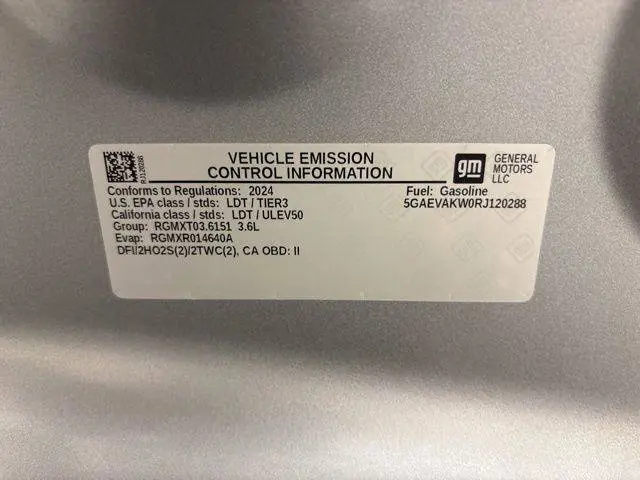 RJ120288
VEHICLE EMISSION
CONTROL INFORMATION
gm
GENERAL
MOTORS
LLC
Conforms to Regulations: 2024
Fuel: Gasoline
U.S. EPA class / stds: LDT / TIER3
5GAEVAKW0RJ120288
California class / stds: LDT / ULEV50
Group: RGMXT03.6151 3.6L
Evap: RGMXR014640A
DFI/2HO2S(2)/2TWC(2), CA OBD: II